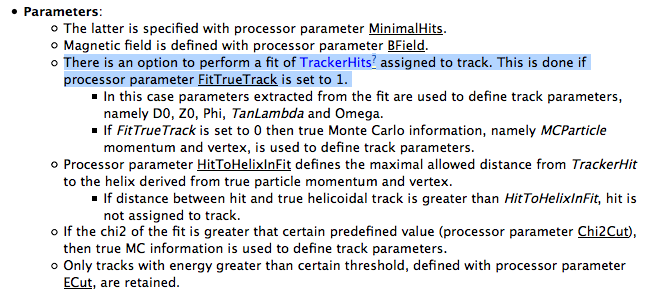 • Parameters:
○ The latter is specified with processor parameter MinimalHits.
○ Magnetic field is defined with processor parameter BField.
○ There is an option to perform a fit of TrackerHits? assigned to track. This is done if
processor parameter FitTrueTrack is set to 1.
■ In this case parameters extracted from the fit are used to define track parameters,
namely D0, Z0, Phi, TanLambda and Omega.
■ If FitTrueTrack is set to 0 then true Monte Carlo information, namely MCParticle
momentum and vertex, is used to define track parameters.
○ Processor parameter HitToHelixInFit defines the maximal allowed distance from TrackerHit
to the helix derived from true particle momentum and vertex.
■ If distance between hit and true helicoidal track is greater than HitToHelixInFit, hit is
not assigned to track.
○ If the chi2 of the fit is greater that certain predefined value (processor parameter Chi2Cut),
then true MC information is used to define track parameters.
○ Only tracks with energy greater than certain threshold, defined with processor parameter
ECut, are retained.